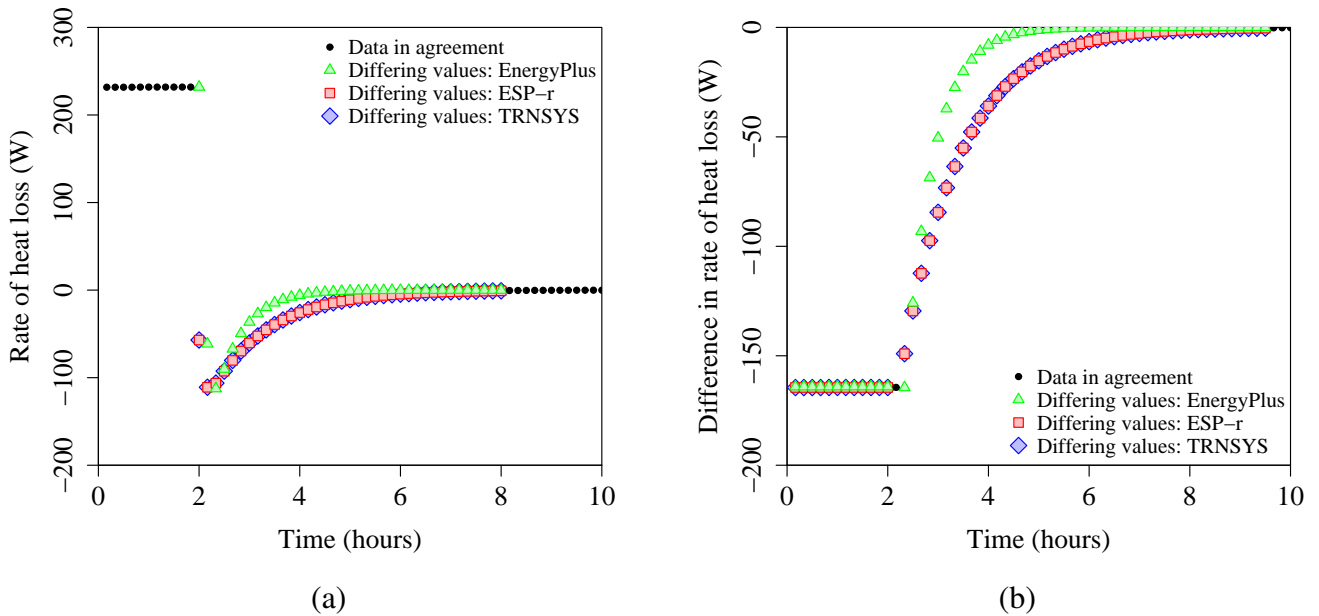 Rate of heat loss (W)
300
200
100
0
−100
−200
Data in agreement
Differing values: EnergyPlus
Differing values: ESP−r
Differing values: TRNSYS
0 2 4 6 8 10
Time (hours)
(a)
Difference in rate of heat loss (W)
0
−50
−100
−150
−200
Data in agreement
Differing values: EnergyPlus
Differing values: ESP−r
Differing values: TRNSYS
0 2 4 6 8 10
Time (hours)
(b)